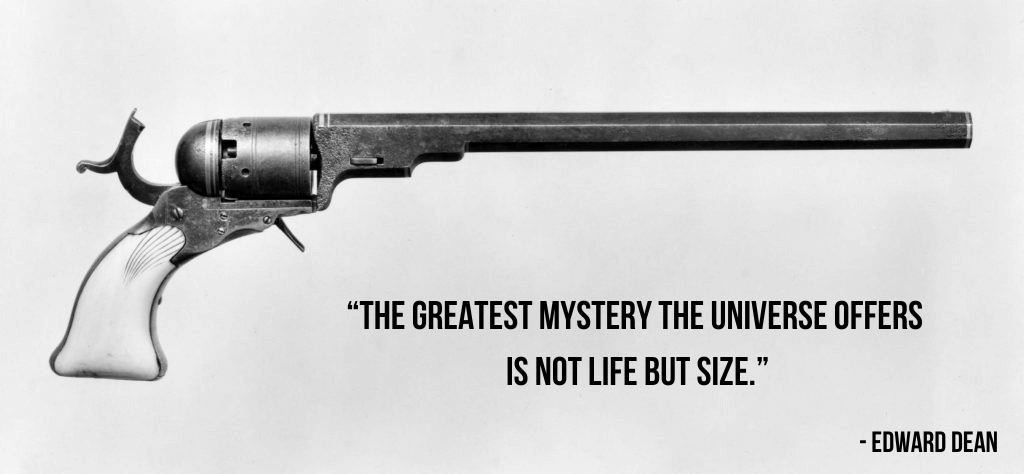 “THE GREATEST MYSTERY THE UNIVERSE OFFERS
IS NOT LIFE BUT SIZE.”
- EDWARD DEAN